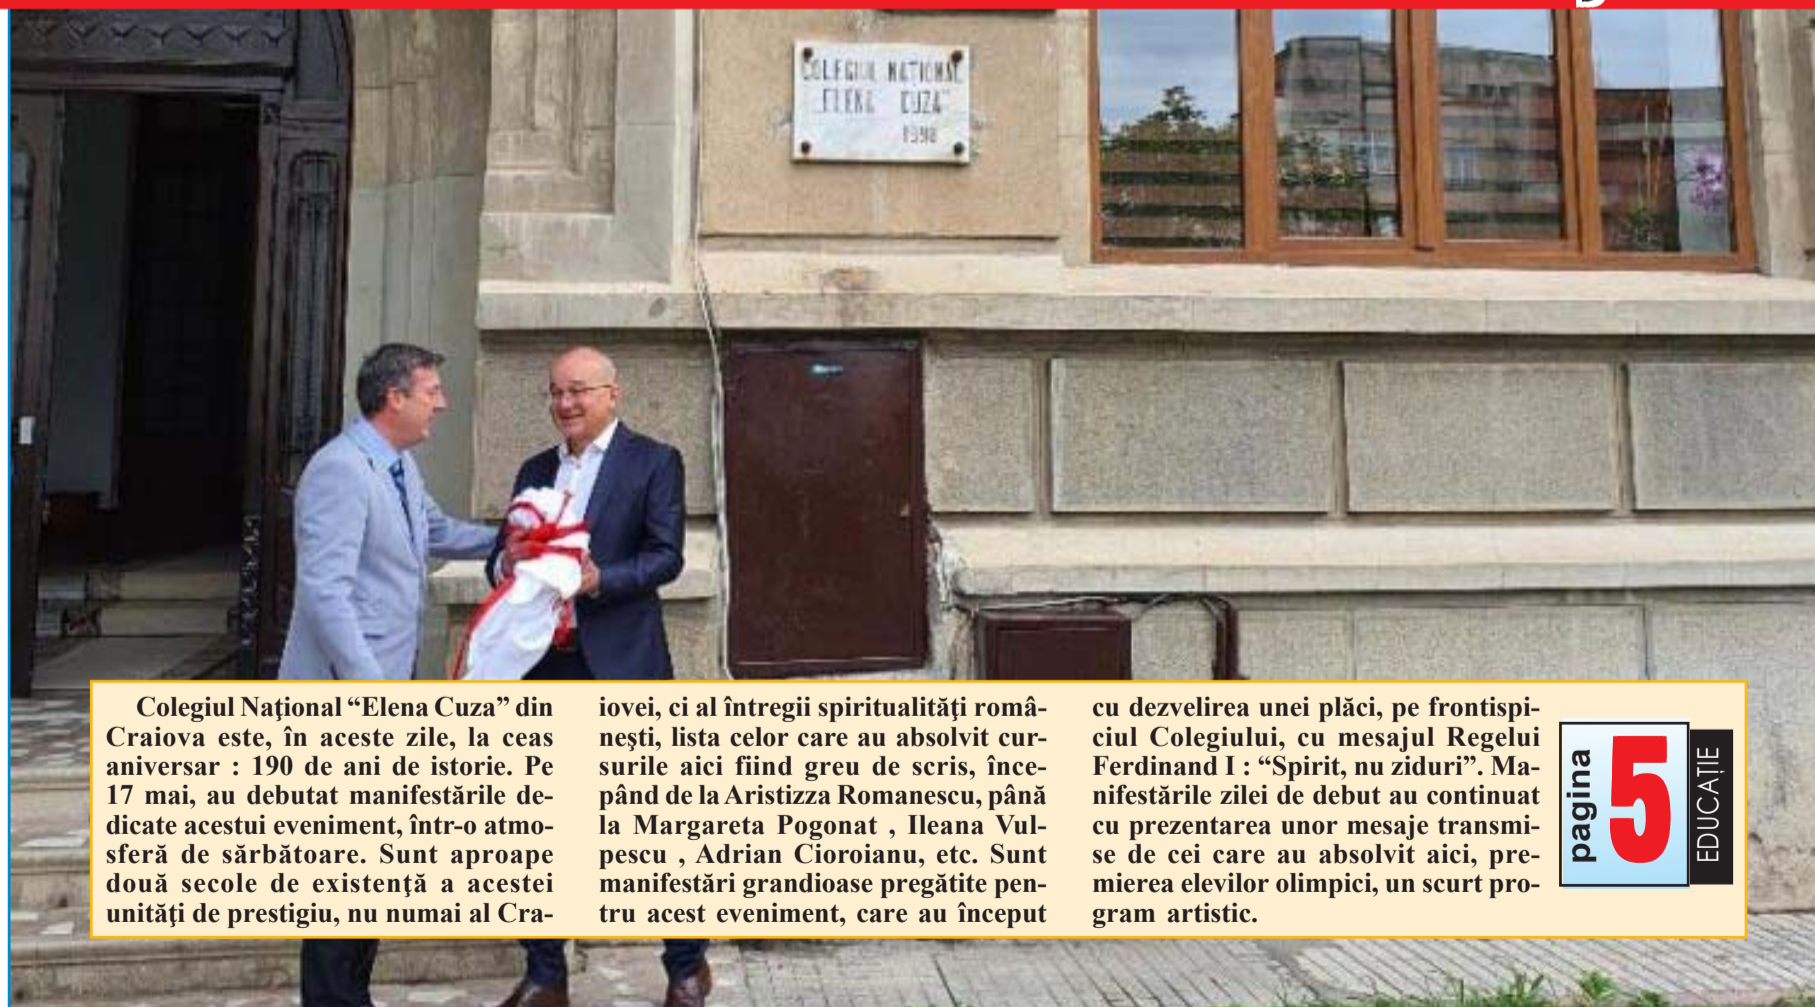 COLEGIUL NATIONAL
"ELENA CUZA"
1998
Colegiul Naţional “Elena Cuza” din
Craiova este, în aceste zile, la ceas
aniversar : 190 de ani de istorie. Pe
17 mai, au debutat manifestările de-
dicate acestui eveniment, într-o atmo-
sferă de sărbătoare. Sunt aproape
două secole de existenţă a acestei
unităţi de prestigiu, nu numai al Cra-
iovei, ci al întregii spiritualităţi româ-
neşti, lista celor care au absolvit cur-
surile aici fiind greu de scris, înce-
pând de la Aristizza Romanescu, până
la Margareta Pogonat , Ileana Vul-
pescu , Adrian Cioroianu, etc. Sunt
manifestări grandioase pregătite pen-
tru acest eveniment, care au început
cu dezvelirea unei plăci, pe frontispi-
ciul Colegiului, cu mesajul Regelui
Ferdinand I : “Spirit, nu ziduri”. Ma-
nifestările zilei de debut au continuat
cu prezentarea unor mesaje transmi-
se de cei care au absolvit aici, pre-
mierea elevilor olimpici, un scurt pro-
gram artistic.
pagina
5
EDUCAŢIE